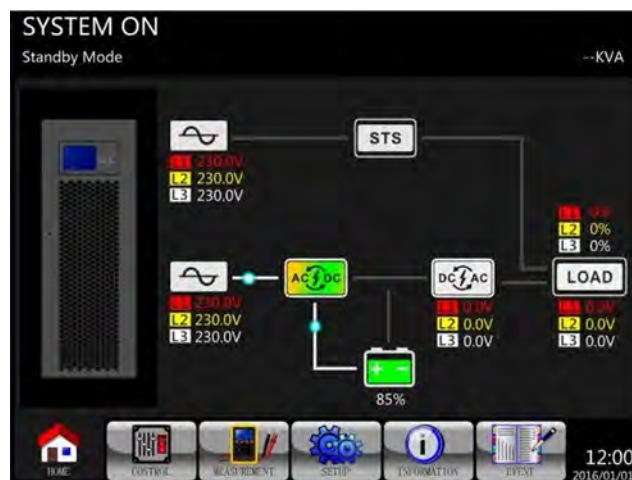 SYSTEM ON
Standby Mode
--KVA
STS
L1 230.0V
L2 230.0V
L3 230.0V
L1 0%
L2 0%
L3 0%
AC DC
DC AC
LOAD
L1 230.0V
L2 230.0V
L3 230.0V
L1 0.0V
L2 0.0V
L3 0.0V
L1 0.0V
L2 0.0V
L3 0.0V
+ -
85%
HOME
CONTROL
MEASUREMENT
SETUP
INFORMATION
EVENT
12:00
2016/01/01